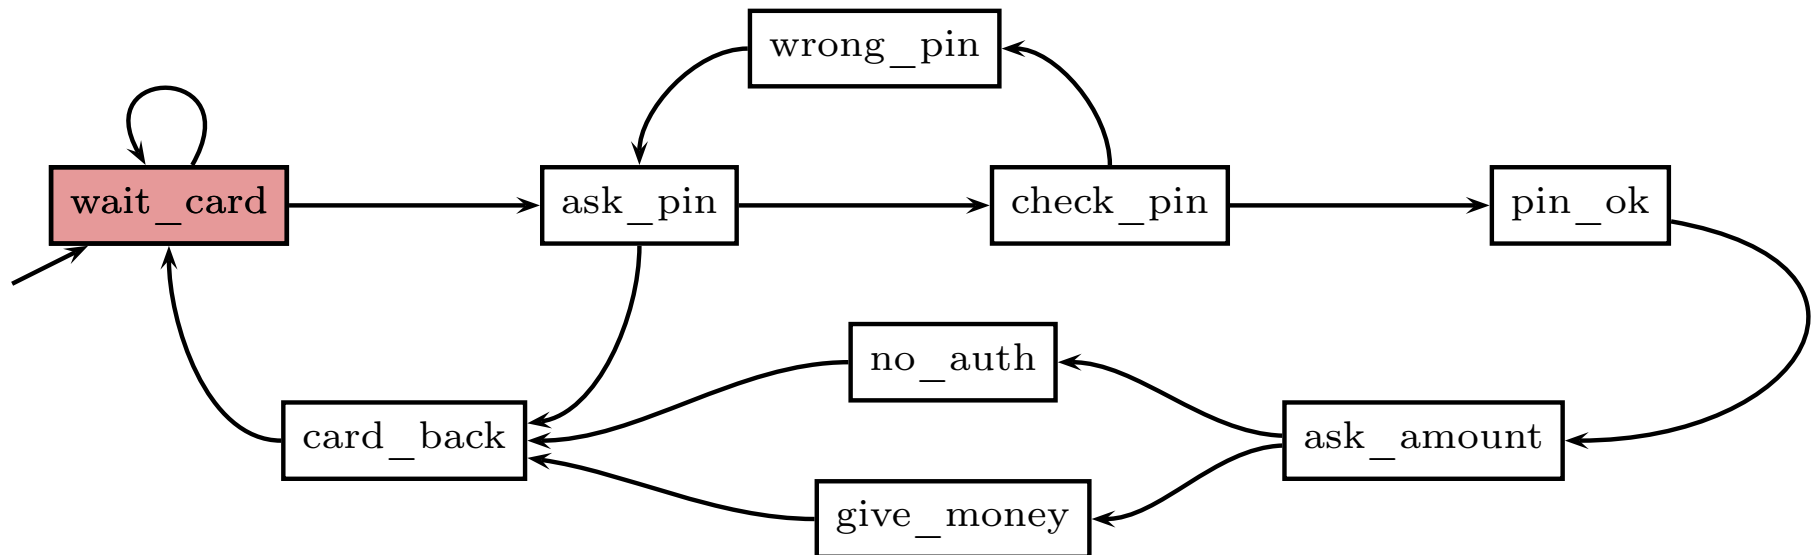 wrong_pin
wait_card
ask_pin
check_pin
pin_ok
no_auth
card_back
ask_amount
give_money